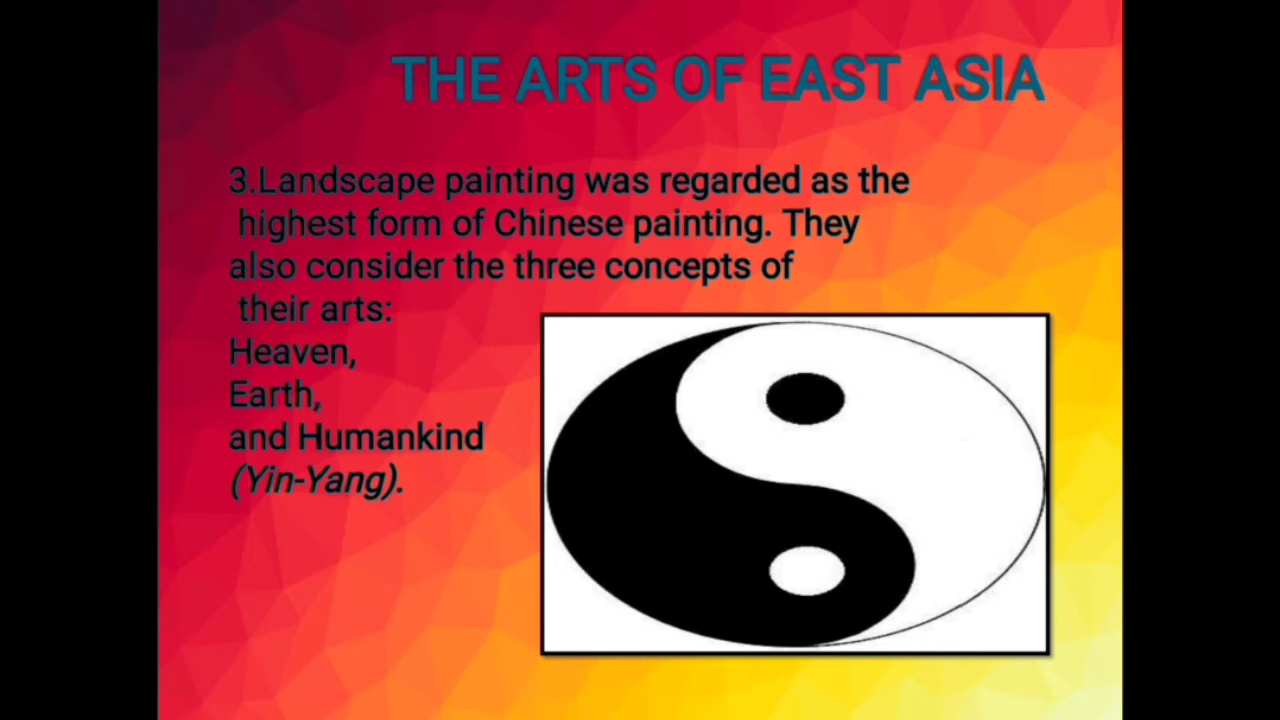 THE ARTS OF EAST ASIA
3.Landscape painting was regarded as the
highest form of Chinese painting. They
also consider the three concepts of
their arts:
Heaven,
Earth,
and Humankind
(Yin-Yang).